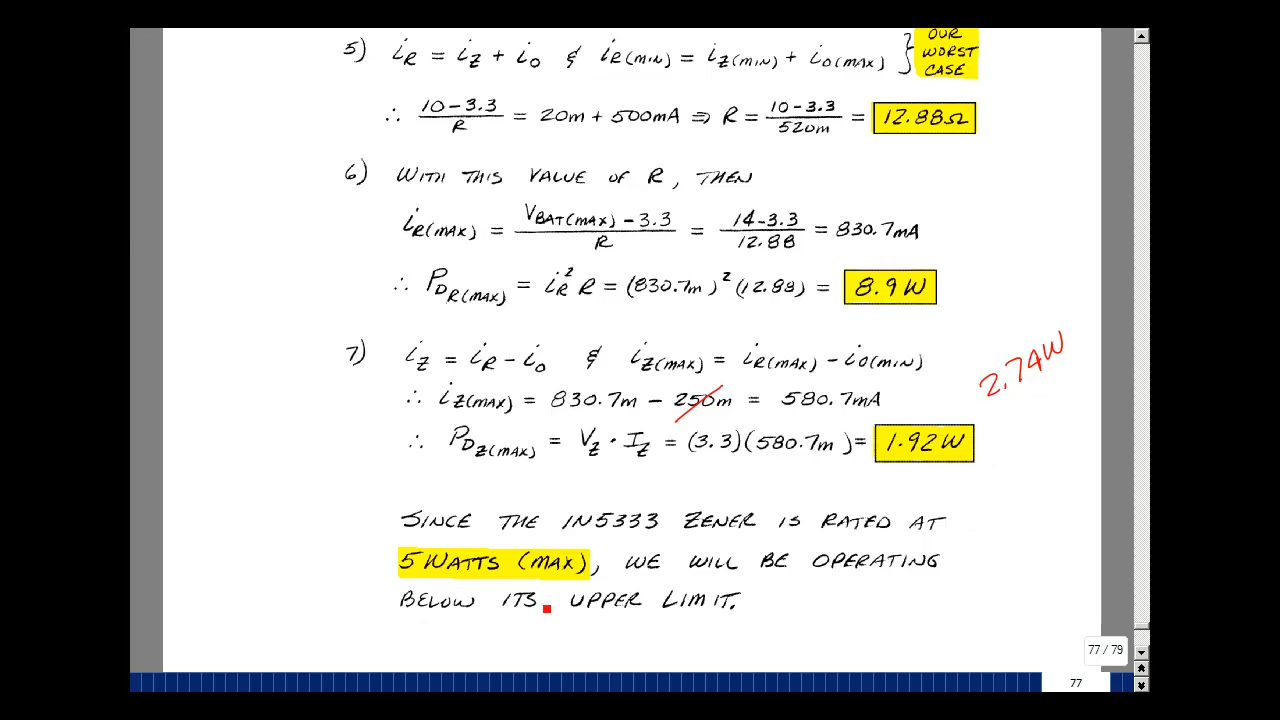 5) iR = iZ + iO & iR(MIN) = iZ(MIN) + iO(MAX) } OUR WORST CASE
∴ 10-3.3/R = 20m + 500mA ⇒ R = 10-3.3/520m = 12.88Ω
6) WITH THIS VALUE OF R, THEN
iR(MAX) = VBAT(MAX) - 3.3/R = 14-3.3/12.88 = 830.7mA
∴ PDR(MAX) = iR² R = (830.7m)² (12.88) = 8.9W
7) iZ = iR - iO & iZ(MAX) = iR(MAX) - iO(MIN)
2.74W
∴ iZ(MAX) = 830.7m - 250m = 580.7mA
∴ PDZ(MAX) = VZ · IZ = (3.3)(580.7m) = 1.92W
SINCE THE 1N5333 ZENER IS RATED AT
5 WATTS (MAX), WE WILL BE OPERATING
BELOW ITS UPPER LIMIT.
77 / 79
77